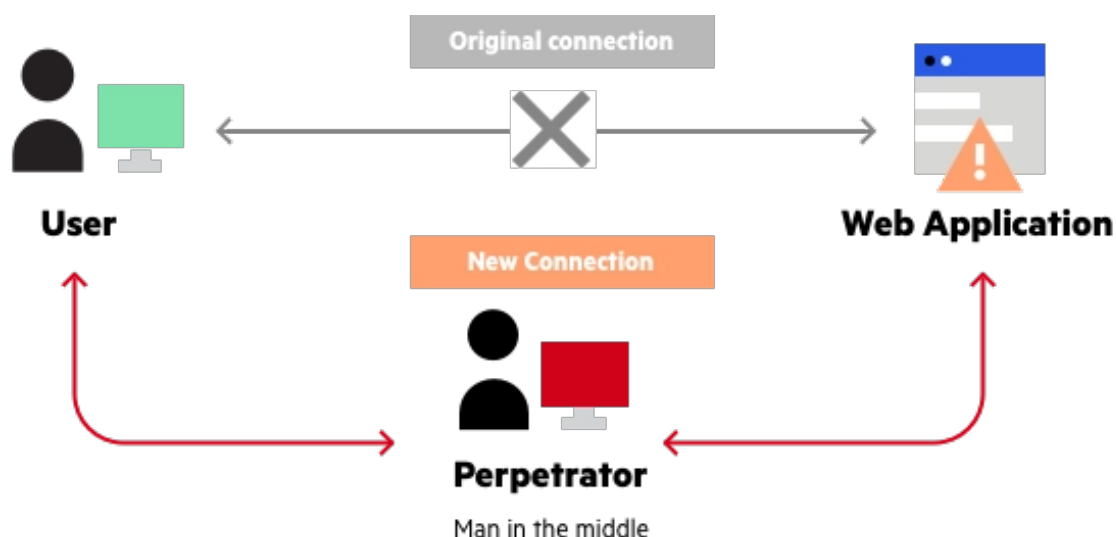 Original connection
User
Web Application
New Connection
Perpetrator
Man in the middle